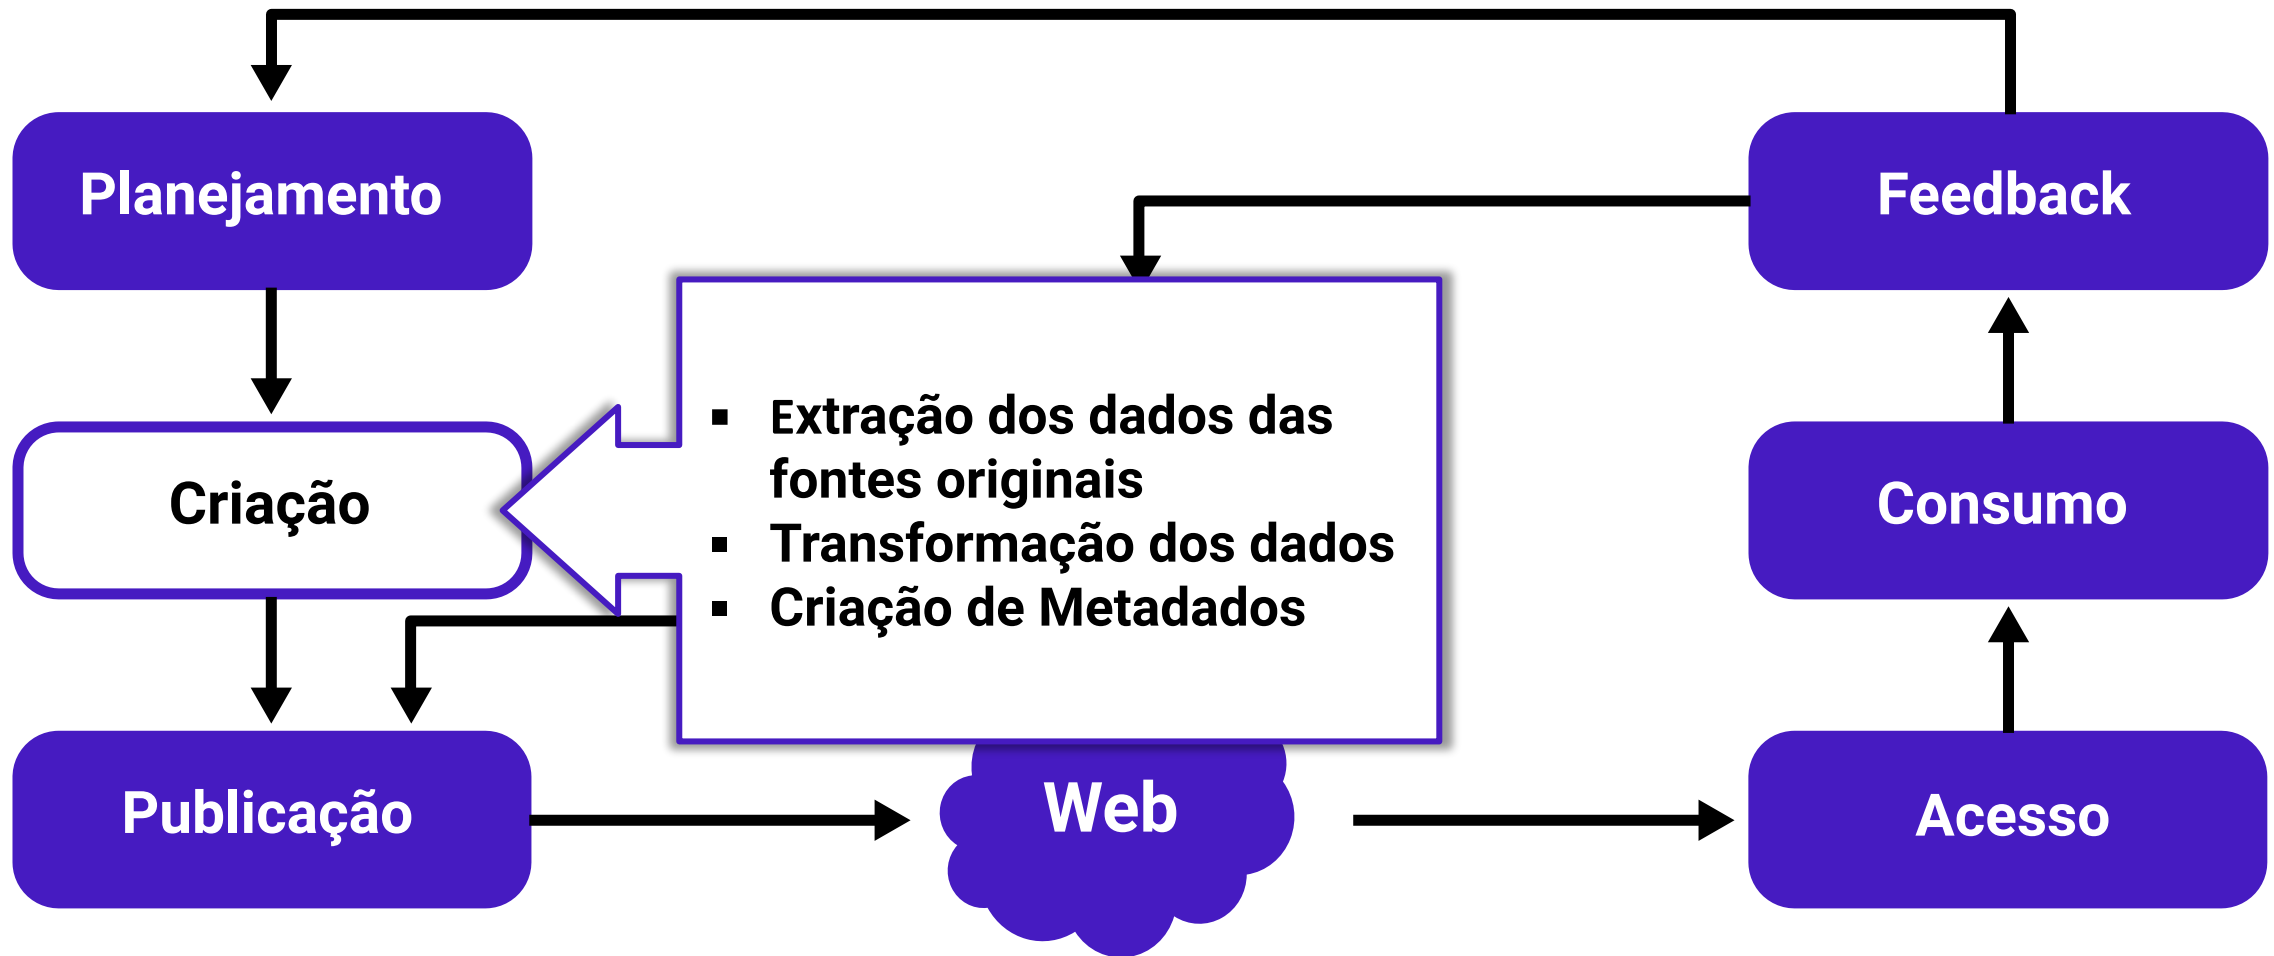 Planejamento
Feedback
Criação
▪ Extração dos dados das
fontes originais
▪ Transformação dos dados
▪ Criação de Metadados
Consumo
Publicação
Web
Acesso